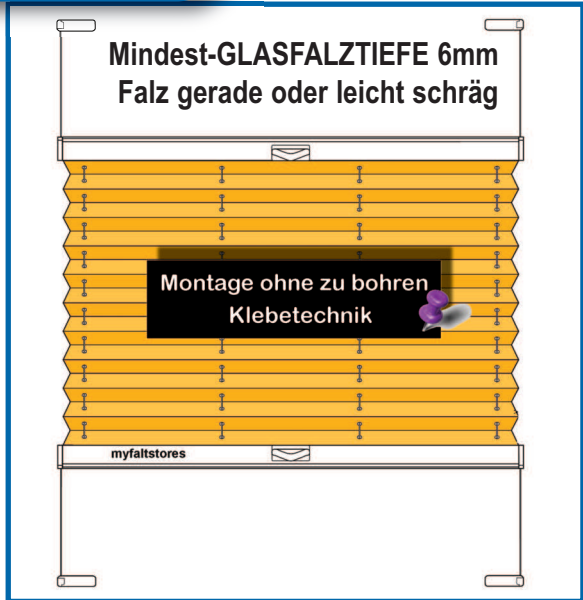 Mindest-GLASFALZTIEFE 6mm
Falz gerade oder leicht schräg
Montage ohne zu bohren
Klebetechnik
myfaltstores